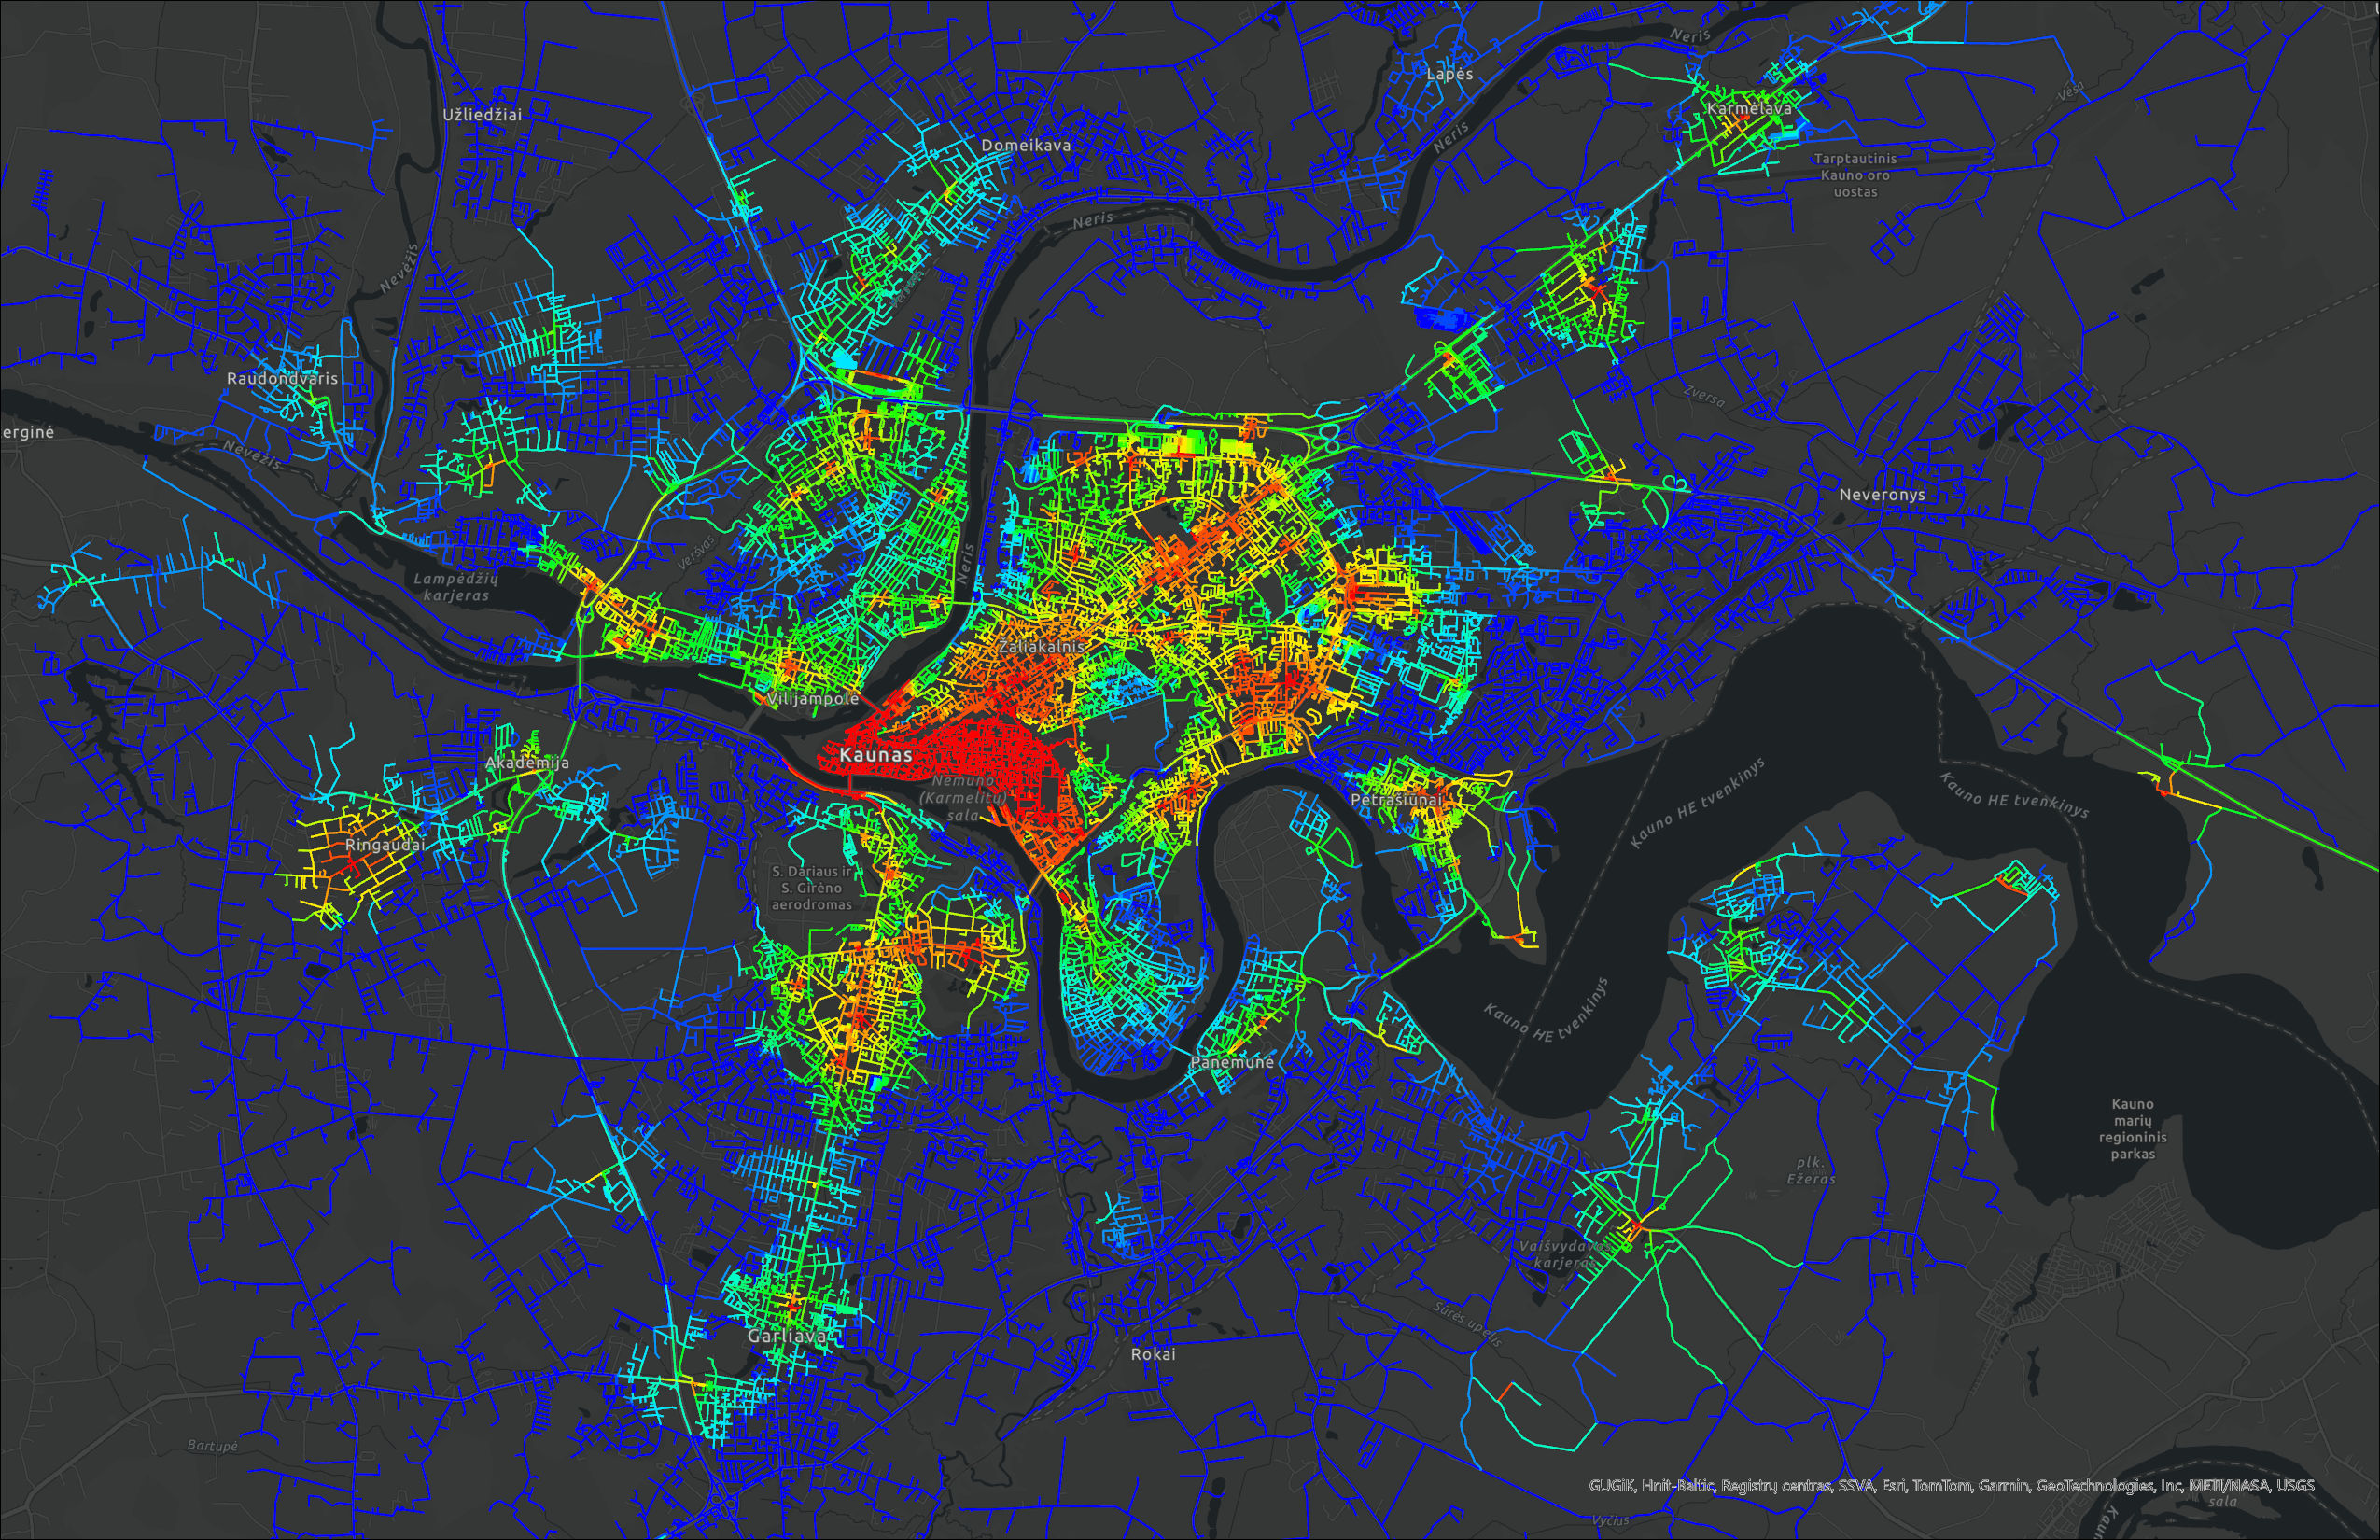 Neris
Lapės
Užliedžiai
Karmėlava
Vėsa
Domeikava
Neris
Tarptautinis
Kauno oro
uostas
Neris
Nevėžis
Raudondvaris
Zversa
erginė
Nevėžis
Neveronys
Veršvas
Neris
Lampėdžių
karjeras
Žaliakalnis
Vilijampolė
Kaunas
Akademija
Nemuno
(Karmelitų)
sala
Petrašiūnai
Kauno HE tvenkinys
Kauno HE tvenkinys
Ringaudai
S. Dariaus ir
S. Girėno
aerodromas
Kauno HE tvenkinys
Panemunė
Kauno
marių
regioninis
parkas
plk.
Ežeras
Vaišvydavos
karjeras
Sūrės upelis
Garliava
Rokai
Bartupė
GUGiK, Hnit-Baltic, Registrų centras, SSVA, Esri, TomTom, Garmin, GeoTechnologies, Inc, METI/NASA, USGS
sala
Vyčius